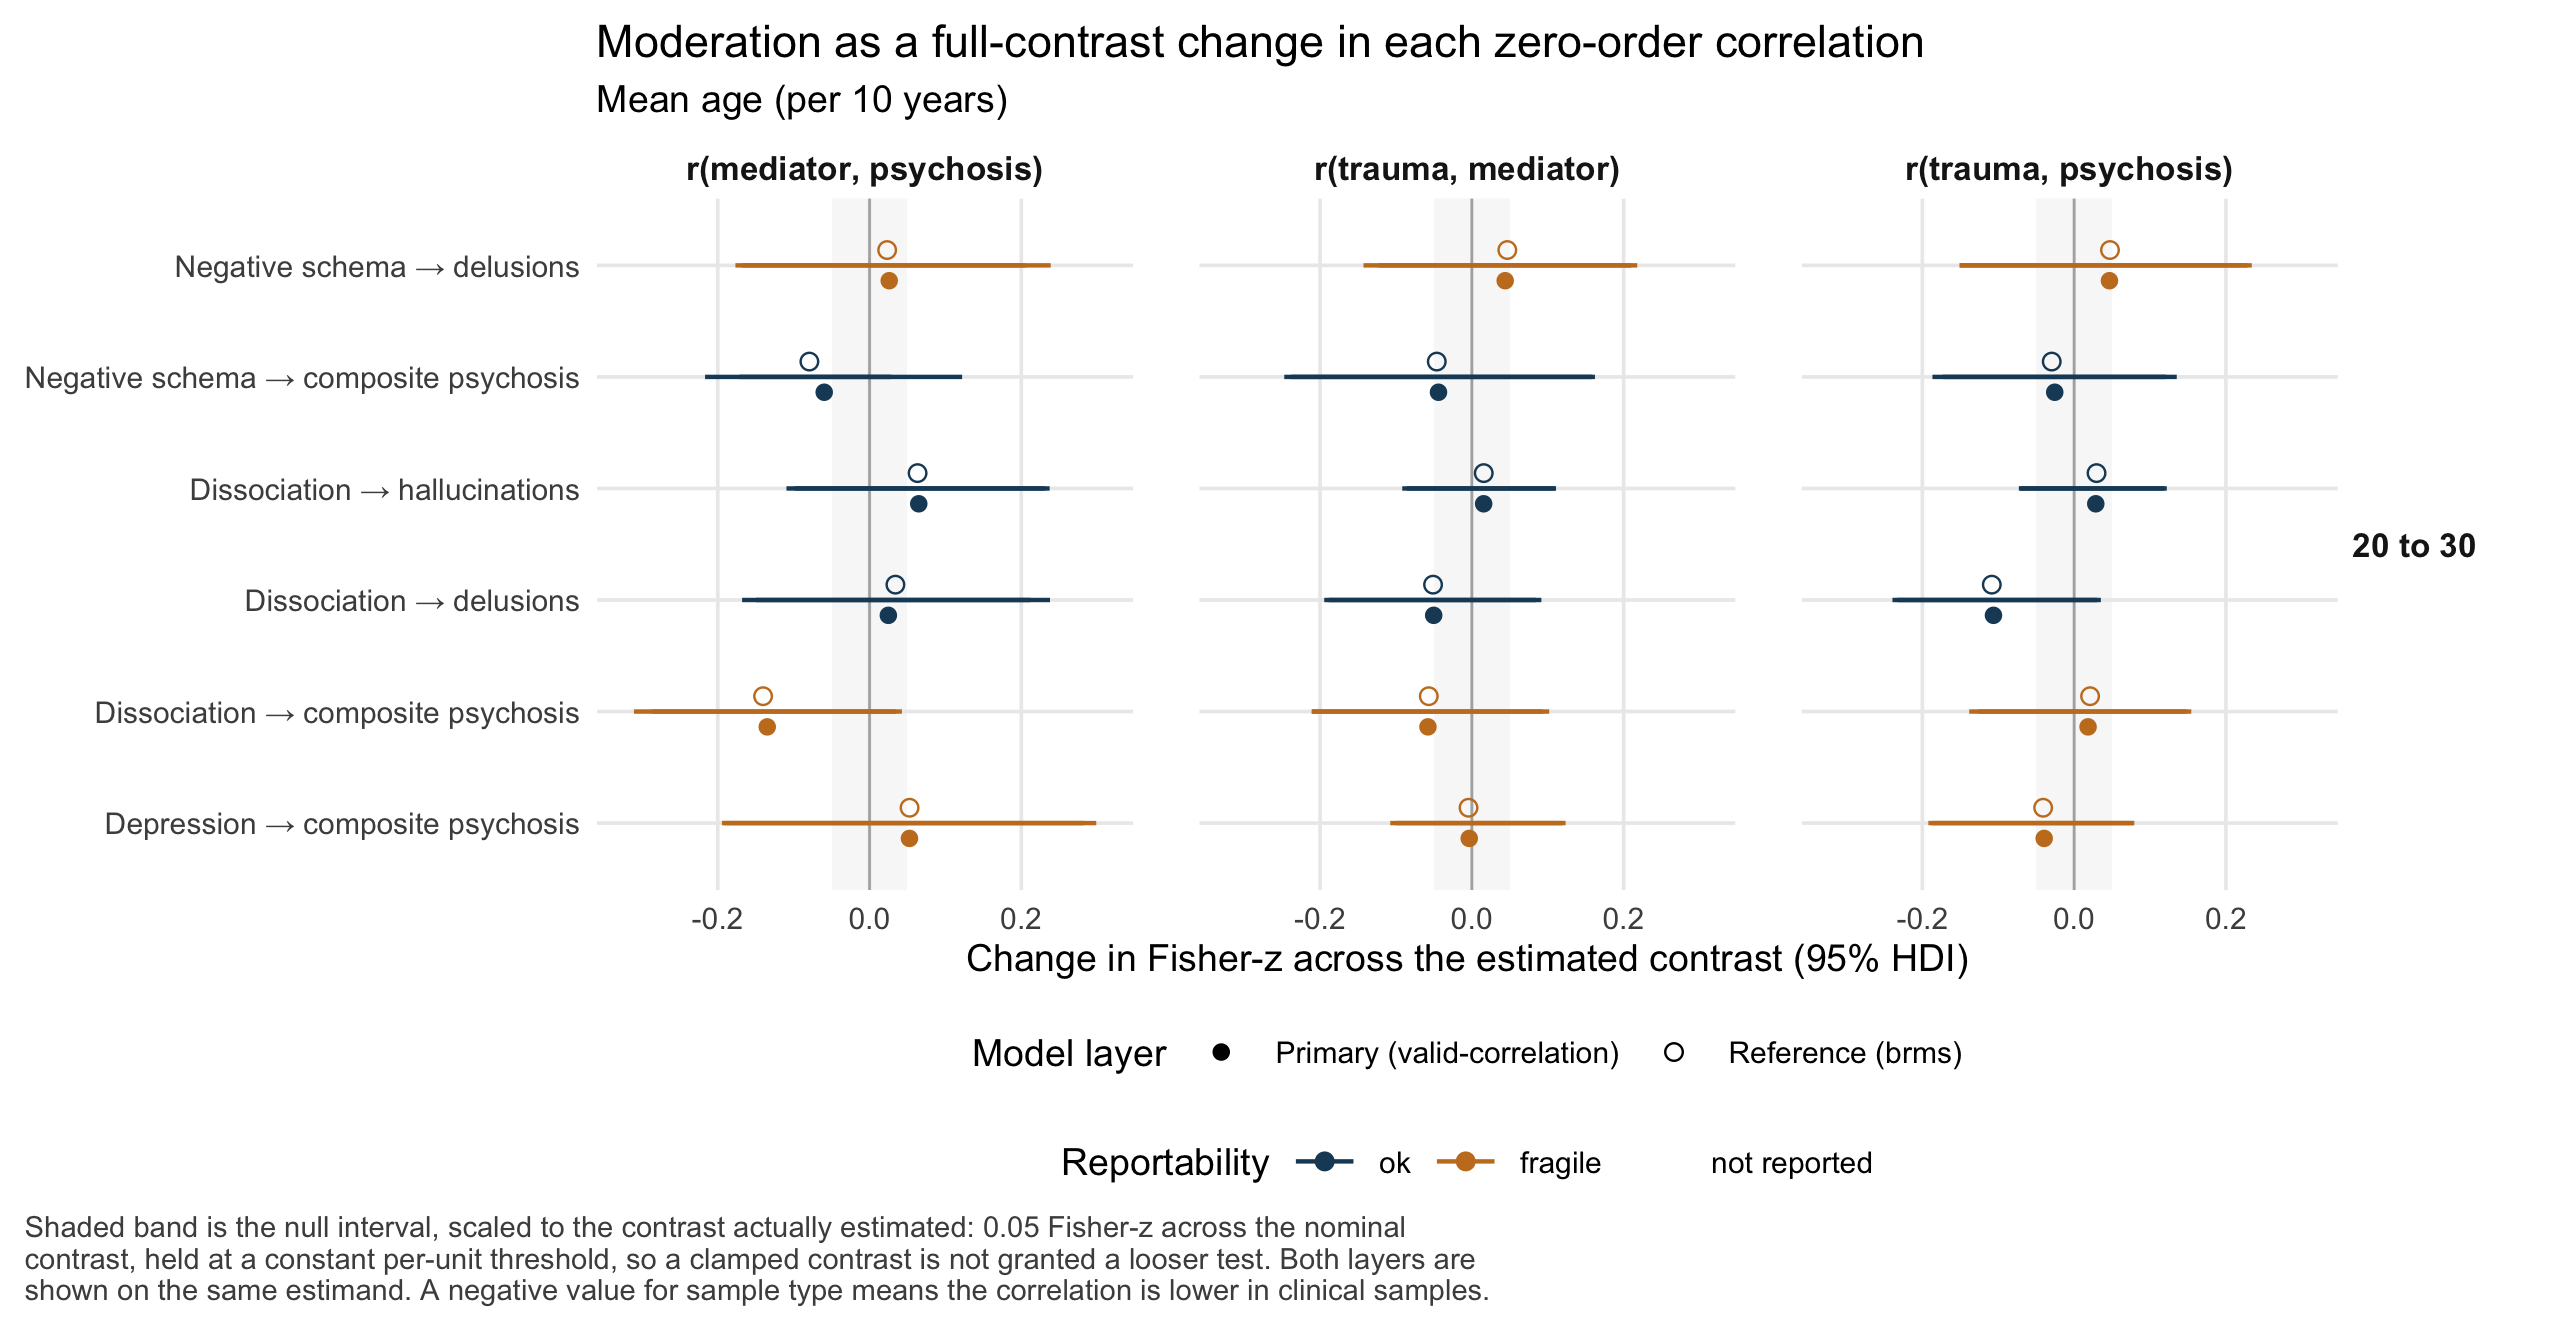 Moderation as a full-contrast change in each zero-order correlation
Mean age (per 10 years)
r(mediator, psychosis)
r(trauma, mediator)
r(trauma, psychosis)
Negative schema → delusions
Negative schema → composite psychosis
Dissociation → hallucinations
Dissociation → delusions
Dissociation → composite psychosis
Depression → composite psychosis
20 to 30
-0.2 0.0 0.2
-0.2 0.0 0.2
-0.2 0.0 0.2
Change in Fisher-z across the estimated contrast (95% HDI)
Model layer Primary (valid-correlation) Reference (brms)
Reportability ok fragile not reported
Shaded band is the null interval, scaled to the contrast actually estimated: 0.05 Fisher-z across the nominal
contrast, held at a constant per-unit threshold, so a clamped contrast is not granted a looser test. Both layers are
shown on the same estimand. A negative value for sample type means the correlation is lower in clinical samples.